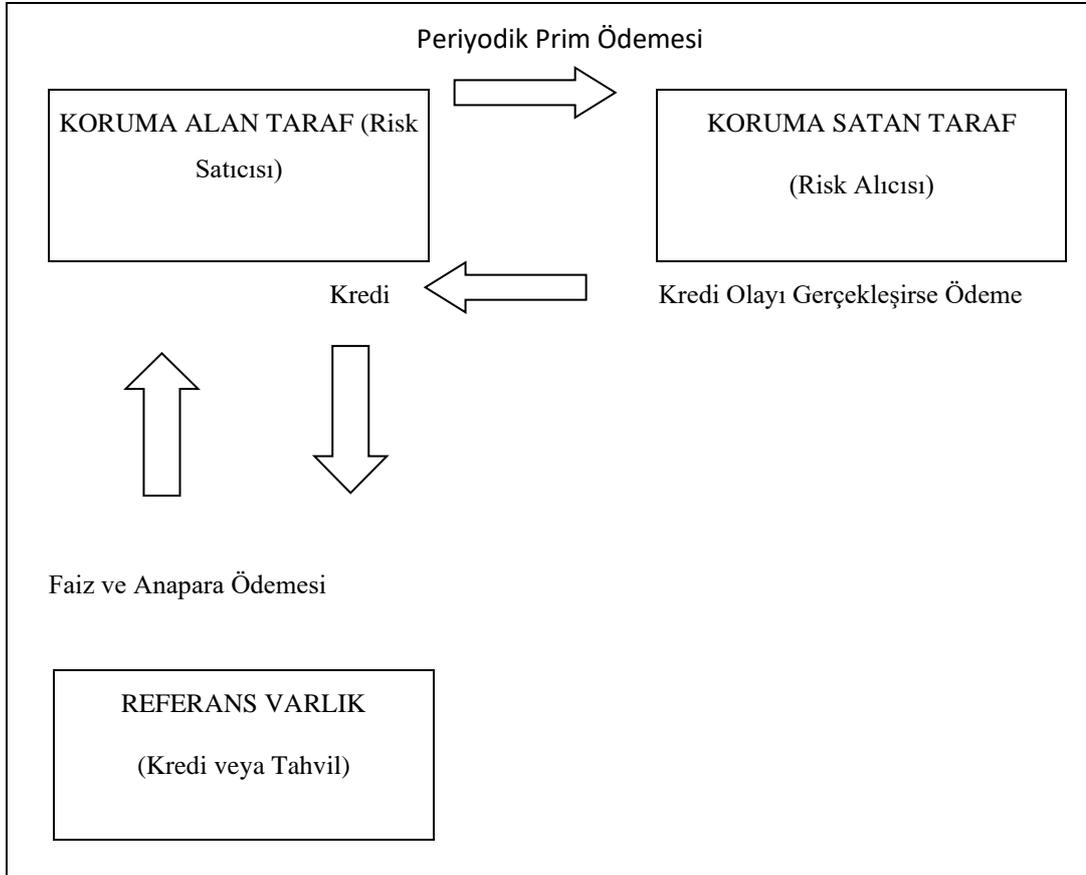 Periyodik Prim Ödemesi
KORUMA ALAN TARAF (Risk
Satıcısı)
KORUMA SATAN TARAF
(Risk Alıcısı)
Kredi
Kredi Olayı Gerçekleşirse Ödeme
Faiz ve Anapara Ödemesi
REFERANS VARLIK
(Kredi veya Tahvil)